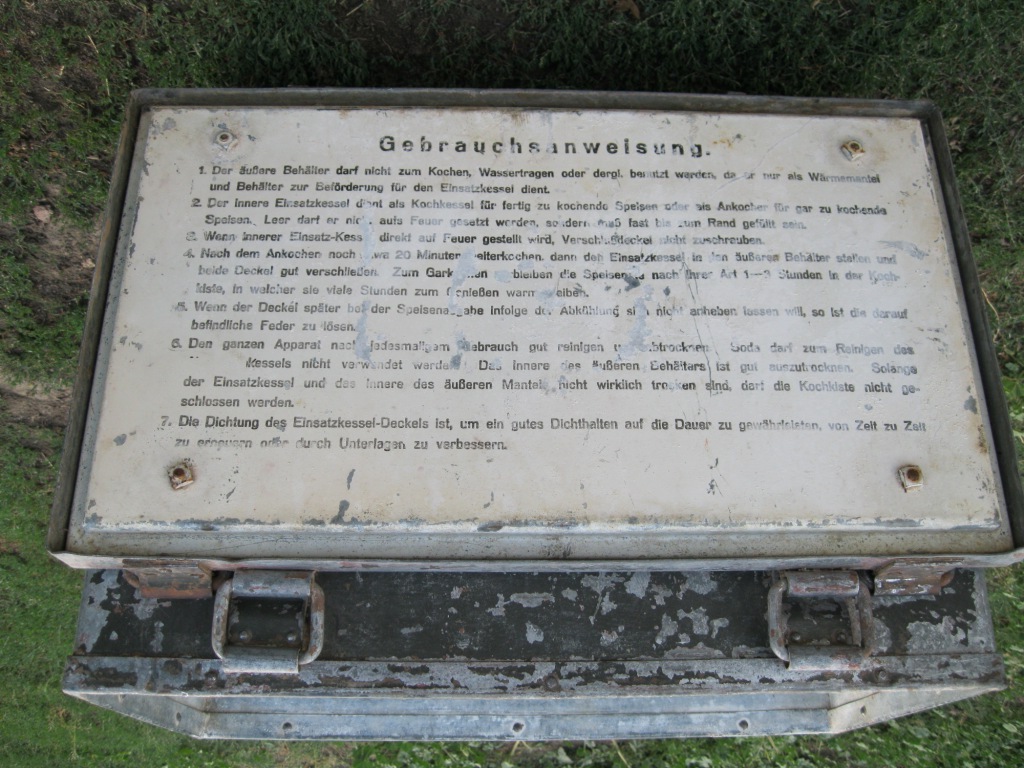 Gebrauchsanweisung.
1. Der äußere Behälter darf nicht zum Kochen, Wassertragen oder dergl. benutzt werden, da er nur als Wärmemantel
und Behälter zur Beförderung für den Einsatzkessel dient.
2. Der innere Einsatzkessel dient als Kochkessel für fertig zu kochende Speisen oder als Ankocher für gar zu kochende
Speisen. Leer darf er nicht aufs Feuer gesetzt werden, sondern muß fast bis zum Rand gefüllt sein.
3. Wenn innerer Einsatz-Kess direkt auf Feuer gestellt wird, Verschlußdeckel nicht zuschrauben.
4. Nach dem Ankochen noch 20 Minuten weiterkochen, dann den Einsatzkessel in den äußeren Behälter stellen und
beide Deckel gut verschließen. Zum Garkochen verbleiben die Speisen je nach ihrer Art 1—3 Stunden in der Koch-
kiste, in welcher sie viele Stunden zum Genießen warm bleiben.
5. Wenn der Deckel später bei der Speisenausgabe infolge der Abkühlung sich nicht anheben lassen will, so ist die darauf
befindliche Feder zu lösen.
6. Den ganzen Apparat nach jedesmaligem Gebrauch gut reinigen und abtrocknen. Soda darf zum Reinigen des
Kessels nicht verwendet werden. Das Innere des äußeren Behälters ist gut auszutrocknen. Solange
der Einsatzkessel und das Innere des äußeren Mantels nicht wirklich trocken sind, darf die Kochkiste nicht ge-
schlossen werden.
7. Die Dichtung des Einsatzkessel-Deckels ist, um ein gutes Dichthalten auf die Dauer zu gewährleisten, von Zeit zu Zeit
zu erneuern oder durch Unterlagen zu verbessern.